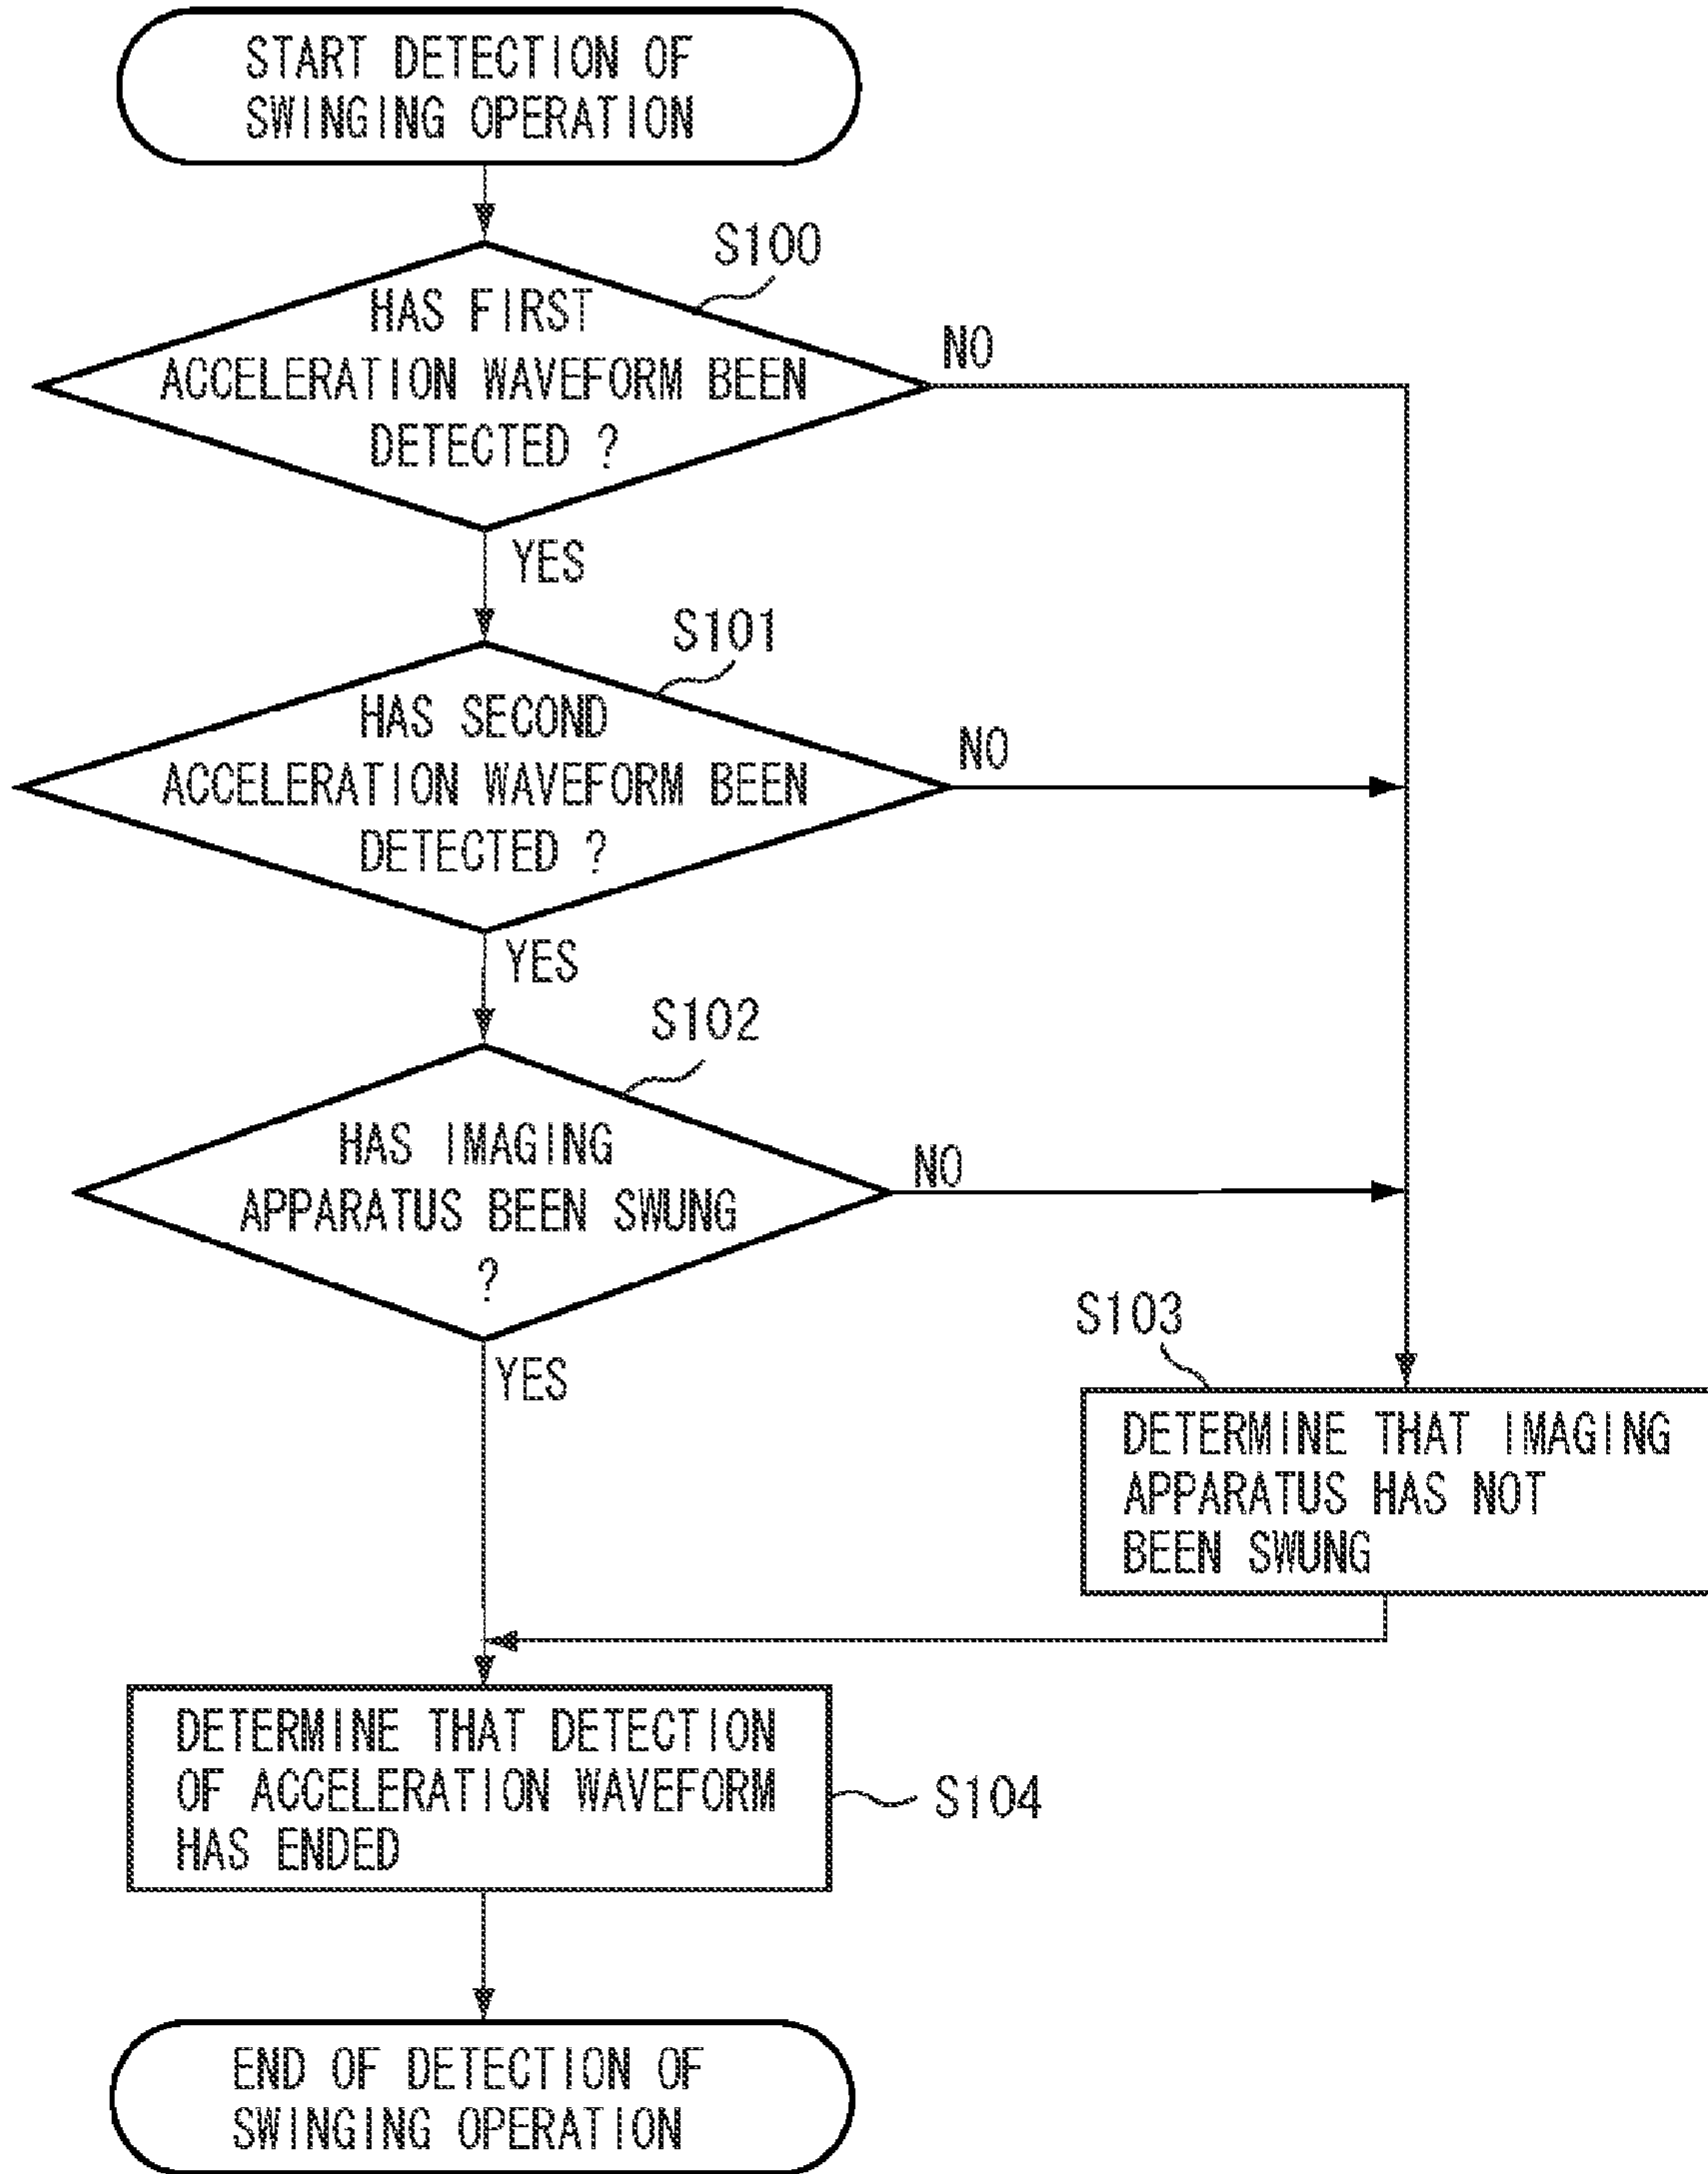 START DETECTION OF
SWINGING OPERATION
S100
HAS FIRST
ACCELERATION WAVEFORM BEEN
DETECTED ?
NO
YES
S101
HAS SECOND
ACCELERATION WAVEFORM BEEN
DETECTED ?
NO
YES
S102
HAS IMAGING
APPARATUS BEEN SWUNG
?
NO
YES
S103
DETERMINE THAT IMAGING
APPARATUS HAS NOT
BEEN SWUNG
DETERMINE THAT DETECTION
OF ACCELERATION WAVEFORM
HAS ENDED
S104
END OF DETECTION OF
SWINGING OPERATION